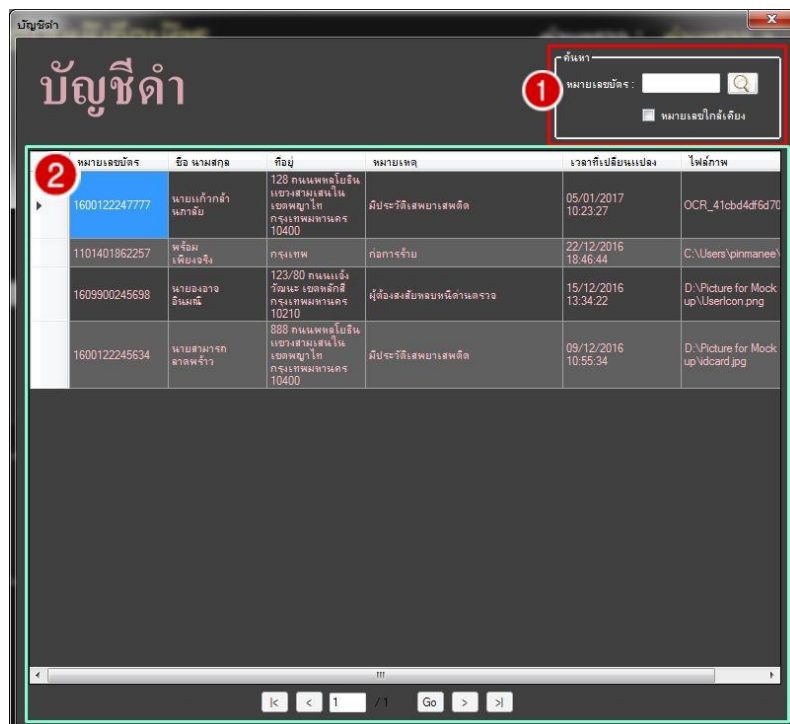 บัญชีดำ
X
บัญชีดำ
ค้นหา
1
หมายเลขบัตร :
หมายเลขใกล้เคียง
2
หมายเลขบัตร ชื่อ นามสกุล ที่อยู่ หมายเหตุ เวลาที่เปลี่ยนแปลง ไฟล์ภาพ
128 ถนนพหลโยธิน
แขวงสามเสนใน
1600122247777 นายแก้วกล้า เขตพญาไท มีประวัติเสพยาเสพติด 05/01/2017 OCR_41cbd4df6d70
นภาลัย กรุงเทพมหานคร 10:23:27
10400
1101401862257 พร้อม กรุงเทพ ก่อการร้าย 22/12/2016 C:\Users\pinmanee\
เพียงจริง 18:46:44
123/80 ถนนแจ้ง
1609900245698 นายองอาจ วัฒนะ เขตหลักสี่ ผู้ต้องสงสัยหลบหนีด่านตรวจ 15/12/2016 D:\Picture for Mock
อินมณี กรุงเทพมหานคร 13:34:22 up\UserIcon.png
10210
888 ถนนพหลโยธิน
แขวงสามเสนใน
1600122245634 นายสามารถ เขตพญาไท มีประวัติเสพยาเสพติด 09/12/2016 D:\Picture for Mock
ลาดพร้าว กรุงเทพมหานคร 10:55:34 up\idcard.jpg
10400
|< < 1 / 1 Go > >|